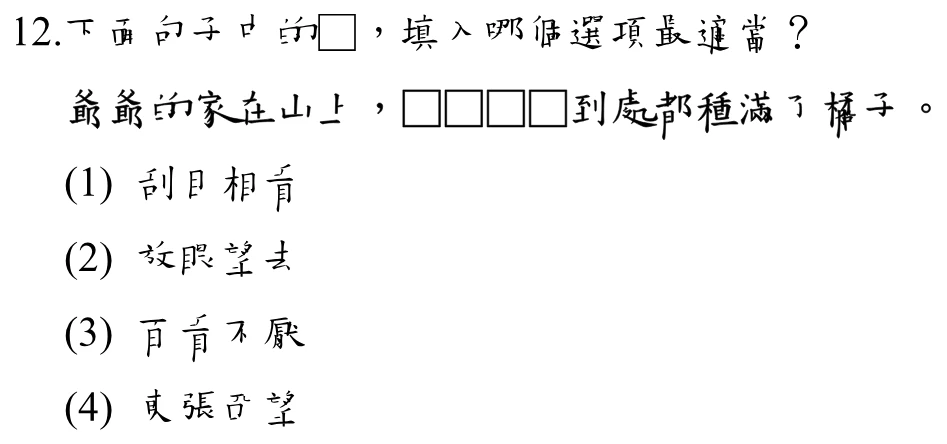 12.下面句子中的□,填入哪個選項最適當?
爺爺的家在山上,□□□□到處都種滿了橘子。
(1) 刮目相看
(2) 放眼望去
(3) 百看不厭
(4) 東張西望